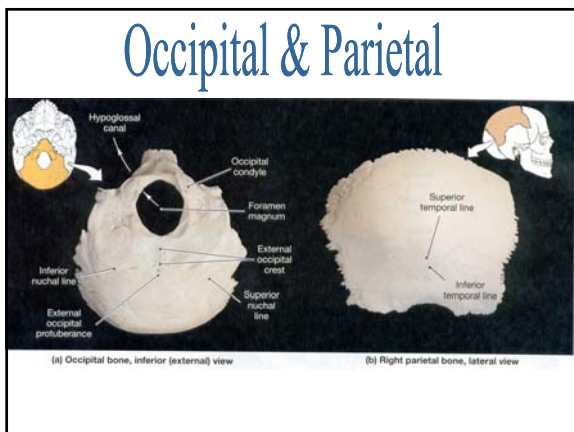 Occipital & Parietal
Hypoglossal
canal
Occipital
condyle
Foramen
magnum
External
occipital
crest
Inferior
nuchal line
Superior
nuchal
line
External
occipital
protuberance
Superior
temporal line
Inferior
temporal line
(a) Occipital bone, inferior (external) view
(b) Right parietal bone, lateral view